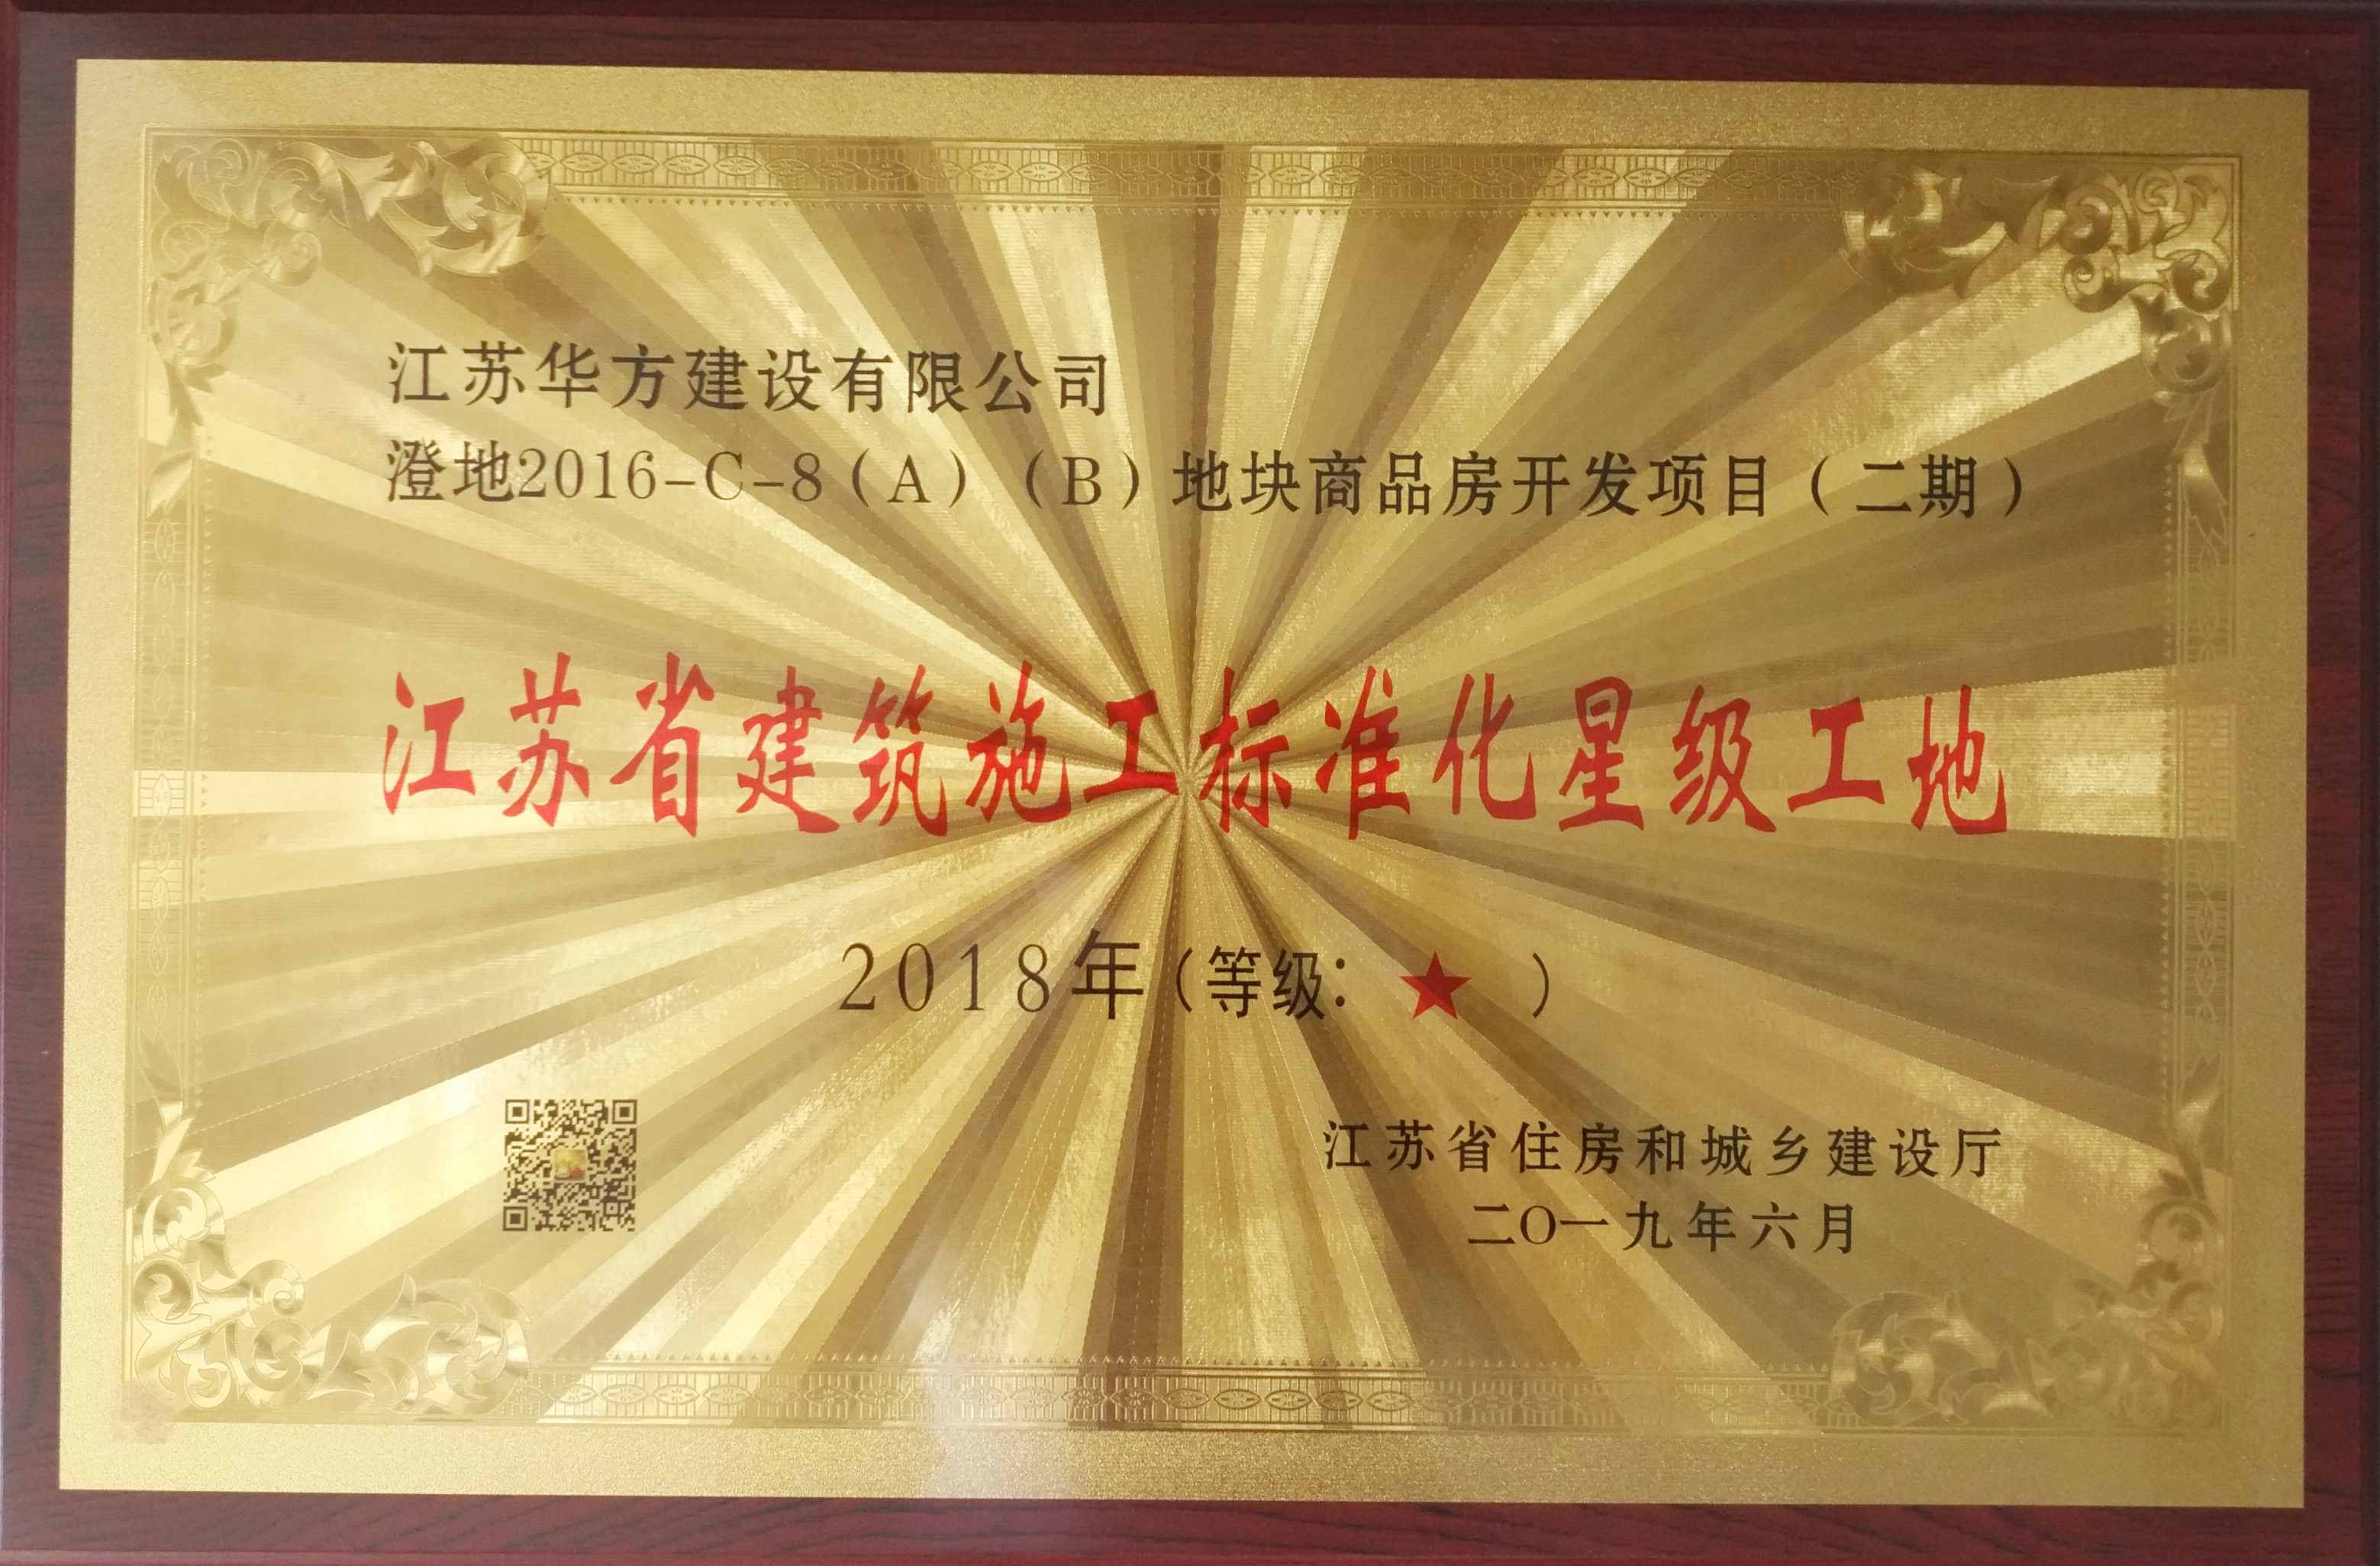 江苏华方建设有限公司
澄地2016-C-8（A）（B）地块商品房开发项目（二期）
江苏省建筑施工标准化星级工地
2018年（等级：★ ）
江苏省住房和城乡建设厅
二O一九年六月